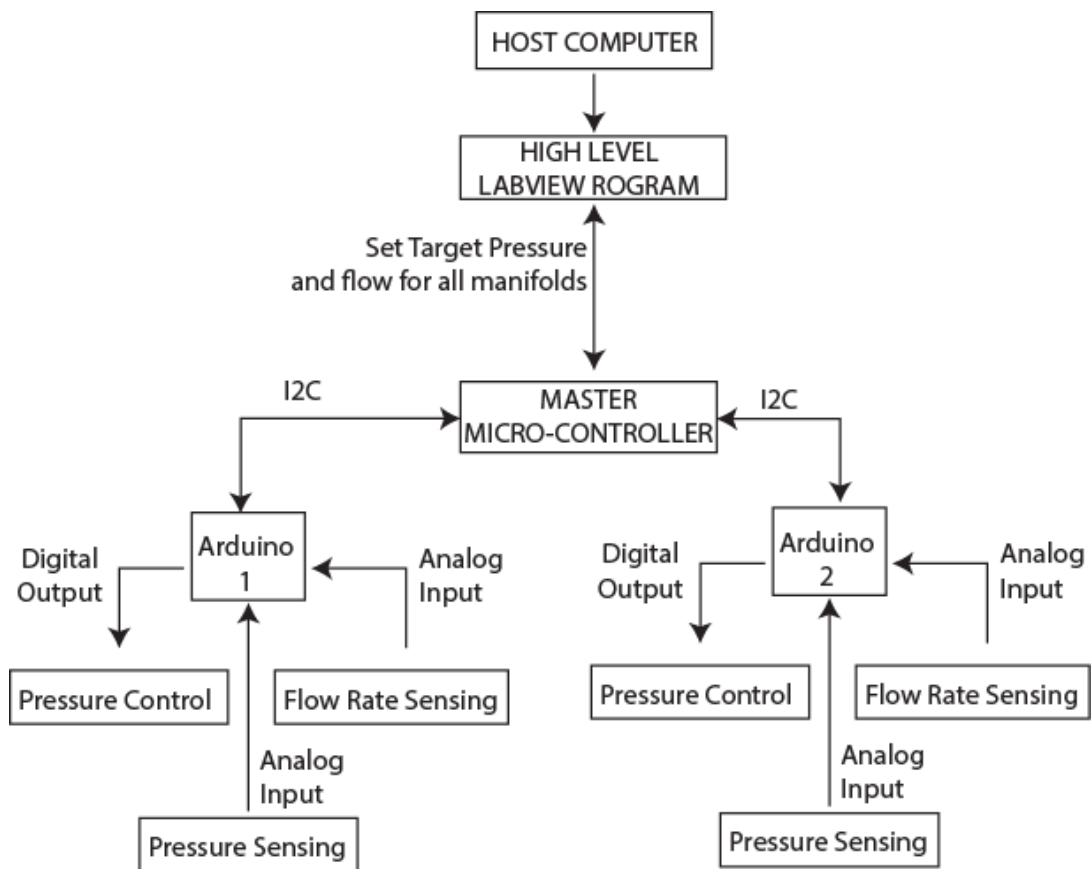 HOST COMPUTER
HIGH LEVEL
LABVIEW ROGRAM
Set Target Pressure
and flow for all manifolds
I2C
MASTER
MICRO-CONTROLLER
I2C
Digital
Output
Arduino
1
Analog
Input
Pressure Control
Flow Rate Sensing
Analog
Input
Pressure Sensing
Digital
Output
Arduino
2
Analog
Input
Pressure Control
Flow Rate Sensing
Analog
Input
Pressure Sensing